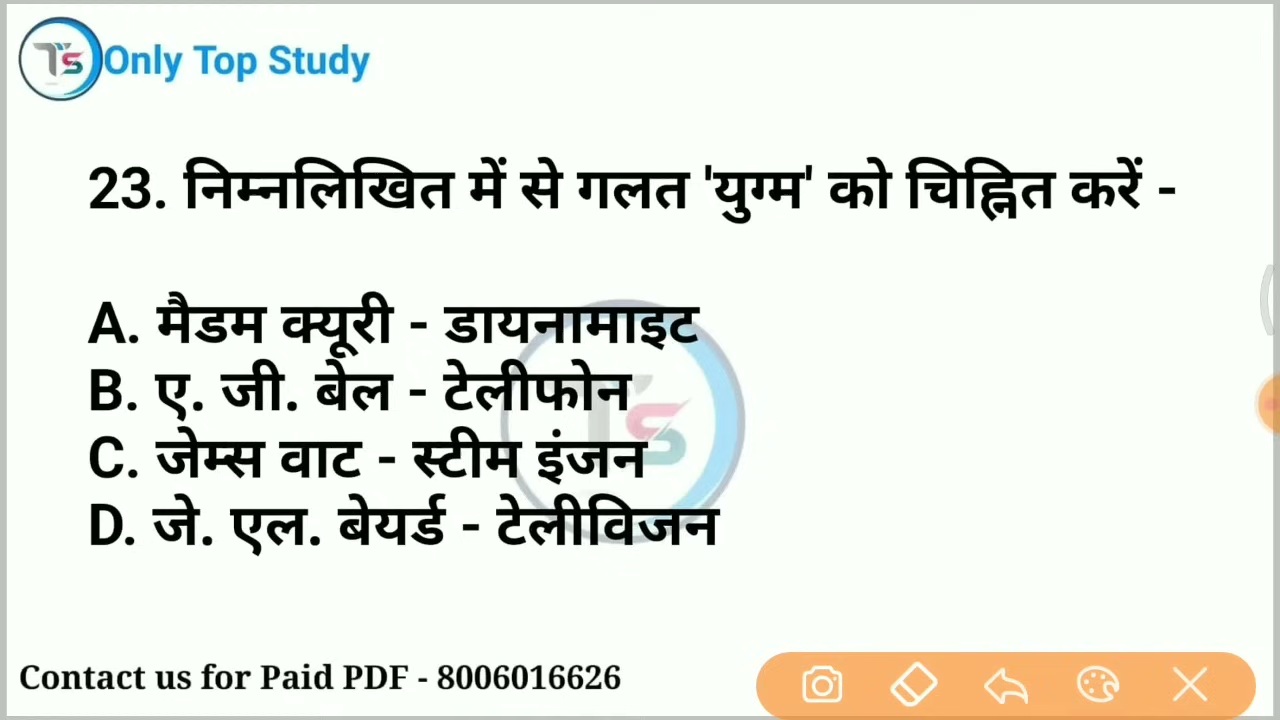 TS Only Top Study
23. निम्नलिखित में से गलत 'युग्म' को चिह्नित करें -
A. मैडम क्यूरी - डायनामाइट
B. ए. जी. बेल - टेलीफोन
C. जेम्स वाट - स्टीम इंजन
D. जे. एल. बेयर्ड - टेलीविजन
Contact us for Paid PDF - 8006016626